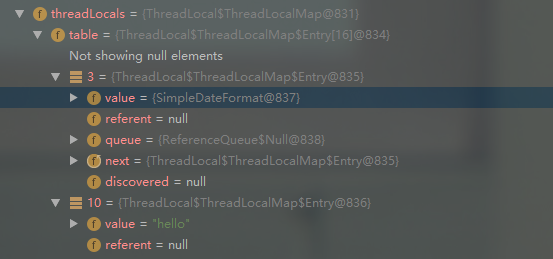 threadLocals = {ThreadLocal$ThreadLocalMap@831}
table = {ThreadLocal$ThreadLocalMap$Entry[16]@834}
Not showing null elements
3 = {ThreadLocal$ThreadLocalMap$Entry@835}
value = {SimpleDateFormat@837}
referent = null
queue = {ReferenceQueue$Null@838}
next = {ThreadLocal$ThreadLocalMap$Entry@835}
discovered = null
10 = {ThreadLocal$ThreadLocalMap$Entry@836}
value = "hello"
referent = null